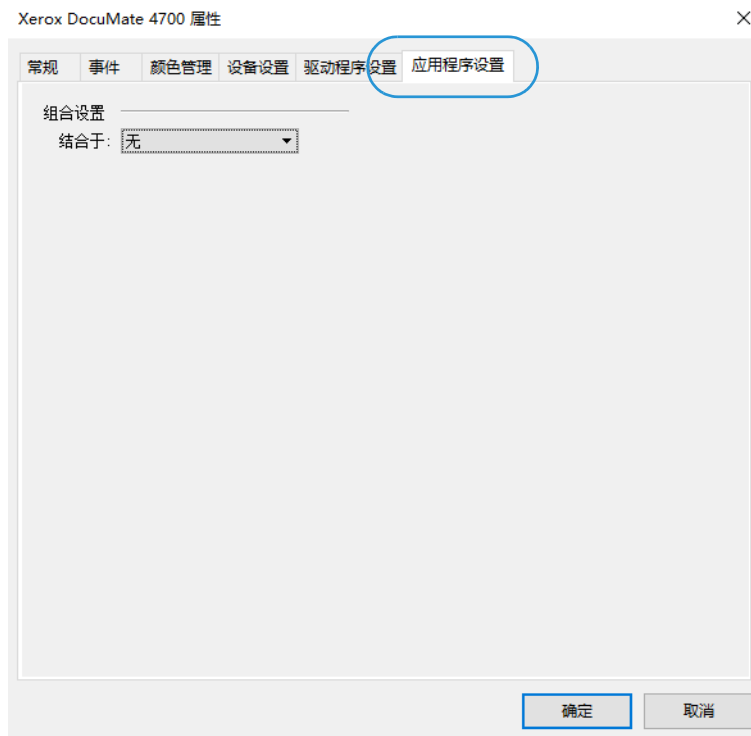 Xerox DocuMate 4700 属性
常规 事件 颜色管理 设备设置 驱动程序设置 应用程序设置
组合设置
结合于: 无
确定 取消